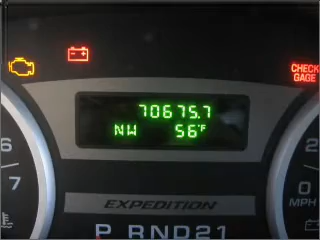 CHECK
GAGE
70675.7
NW 56°F
6
7
0
MPH
EXPEDITION
P RND21